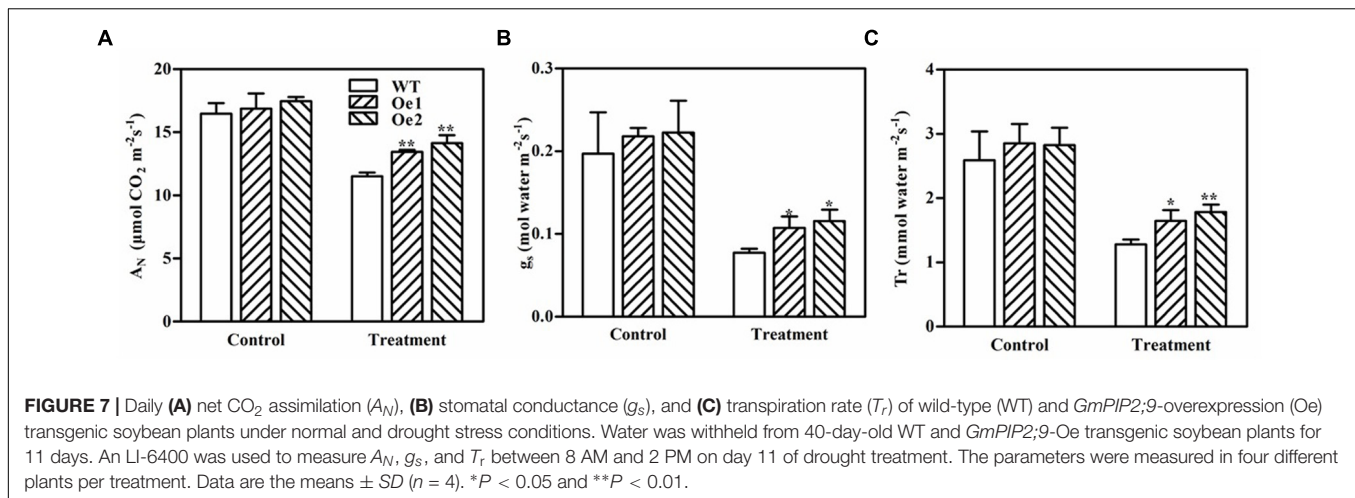 A
B
C
20
15
10
5
0
A_N (μmol CO₂ m⁻²s⁻¹)
WT
Oe1
Oe2
**
**
Control
Treatment
0.3
0.2
0.1
0.0
g_s (mol water m⁻²s⁻¹)
*
*
Control
Treatment
4
3
2
1
0
Tr (mmol water m⁻²s⁻¹)
*
**
Control
Treatment
FIGURE 7 | Daily (A) net CO₂ assimilation (A_N), (B) stomatal conductance (g_s), and (C) transpiration rate (T_r) of wild-type (WT) and GmPIP2;9-overexpression (Oe)
transgenic soybean plants under normal and drought stress conditions. Water was withheld from 40-day-old WT and GmPIP2;9-Oe transgenic soybean plants for
11 days. An LI-6400 was used to measure A_N, g_s, and T_r between 8 AM and 2 PM on day 11 of drought treatment. The parameters were measured in four different
plants per treatment. Data are the means ± SD (n = 4). *P < 0.05 and **P < 0.01.